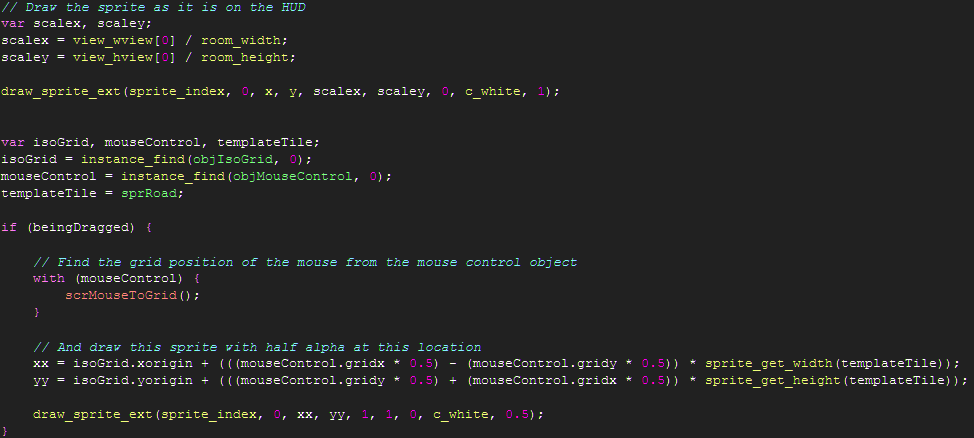 // Draw the sprite as it is on the HUD
var scalex, scaley;
scalex = view_wview[0] / room_width;
scaley = view_hview[0] / room_height;
draw_sprite_ext(sprite_index, 0, x, y, scalex, scaley, 0, c_white, 1);
var isoGrid, mouseControl, templateTile;
isoGrid = instance_find(objIsoGrid, 0);
mouseControl = instance_find(objMouseControl, 0);
templateTile = sprRoad;
if (beingDragged) {
// Find the grid position of the mouse from the mouse control object
with (mouseControl) {
scrMouseToGrid();
}
// And draw this sprite with half alpha at this location
xx = isoGrid.xorigin + (((mouseControl.gridx * 0.5) - (mouseControl.gridy * 0.5)) * sprite_get_width(templateTile));
yy = isoGrid.yorigin + (((mouseControl.gridy * 0.5) + (mouseControl.gridx * 0.5)) * sprite_get_height(templateTile));
draw_sprite_ext(sprite_index, 0, xx, yy, 1, 1, 0, c_white, 0.5);
}